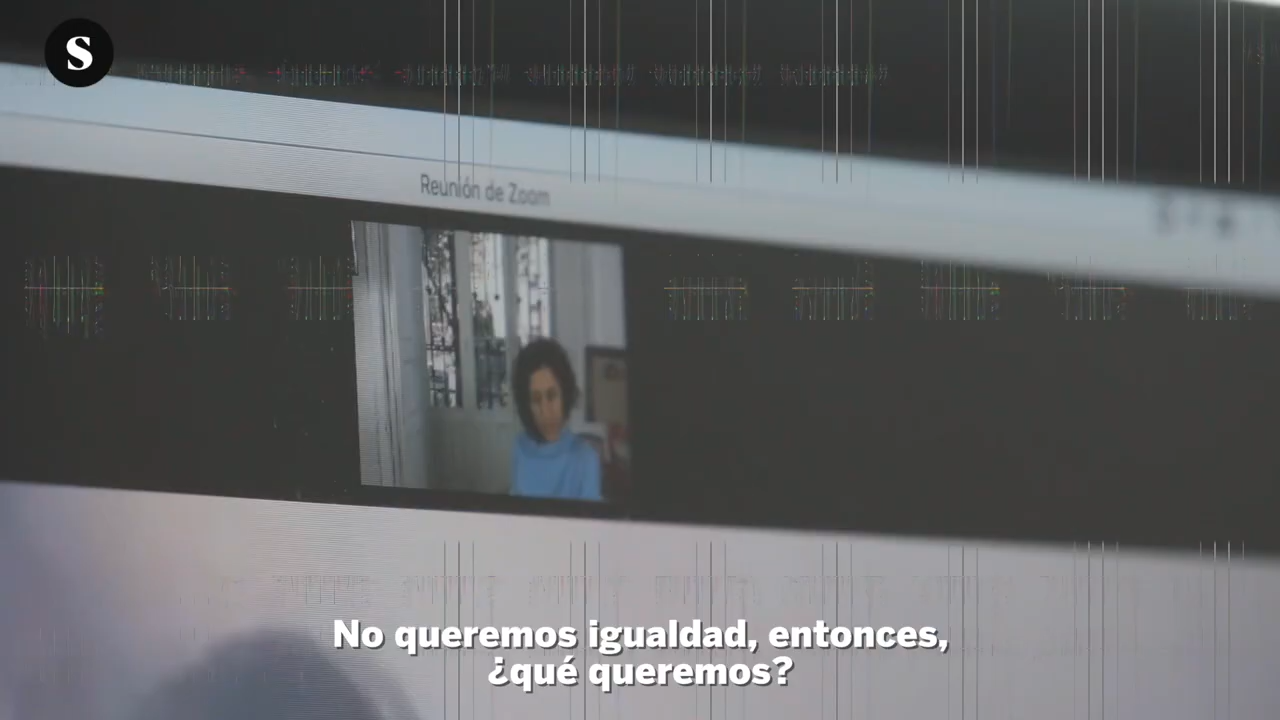 S
Reunión de Zoom
No queremos igualdad, entonces,
¿qué queremos?